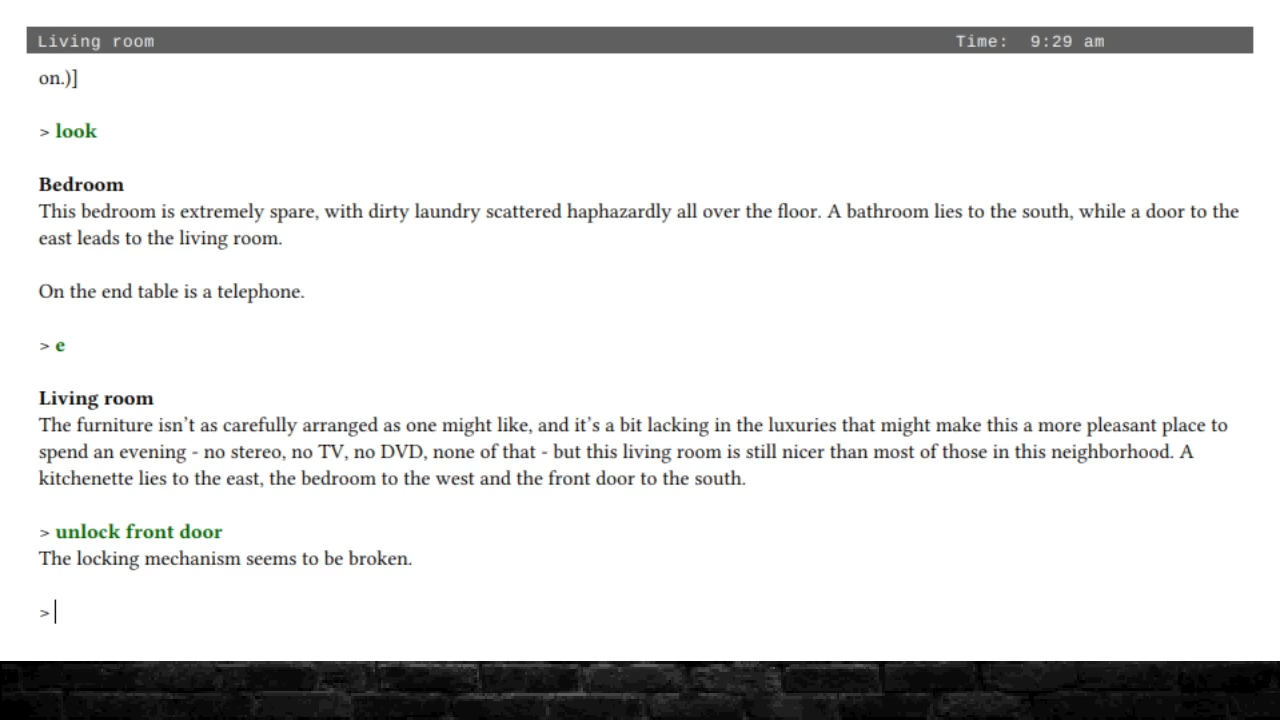 Living room Time: 9:29 am
on.)]
> look
Bedroom
This bedroom is extremely spare, with dirty laundry scattered haphazardly all over the floor. A bathroom lies to the south, while a door to the
east leads to the living room.
On the end table is a telephone.
> e
Living room
The furniture isn't as carefully arranged as one might like, and it's a bit lacking in the luxuries that might make this a more pleasant place to
spend an evening - no stereo, no TV, no DVD, none of that - but this living room is still nicer than most of those in this neighborhood. A
kitchenette lies to the east, the bedroom to the west and the front door to the south.
> unlock front door
The locking mechanism seems to be broken.
>